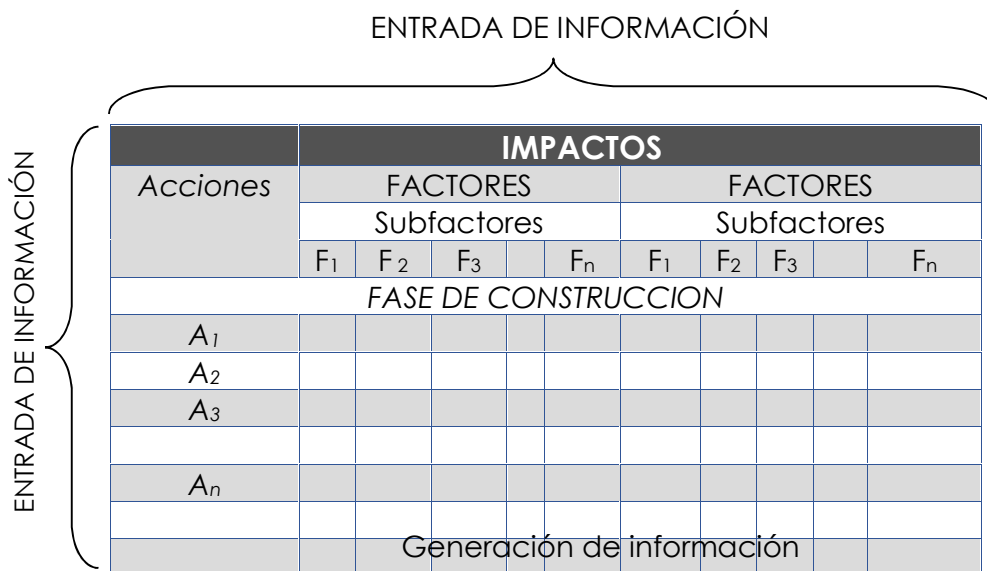 ENTRADA DE INFORMACIÓN
ENTRADA DE INFORMACIÓN
IMPACTOS
Acciones FACTORES FACTORES
Subfactores Subfactores
F1 F 2 F3 Fn F1 F2 F3 Fn
FASE DE CONSTRUCCION
A1
A2
A3
An
Generación de información